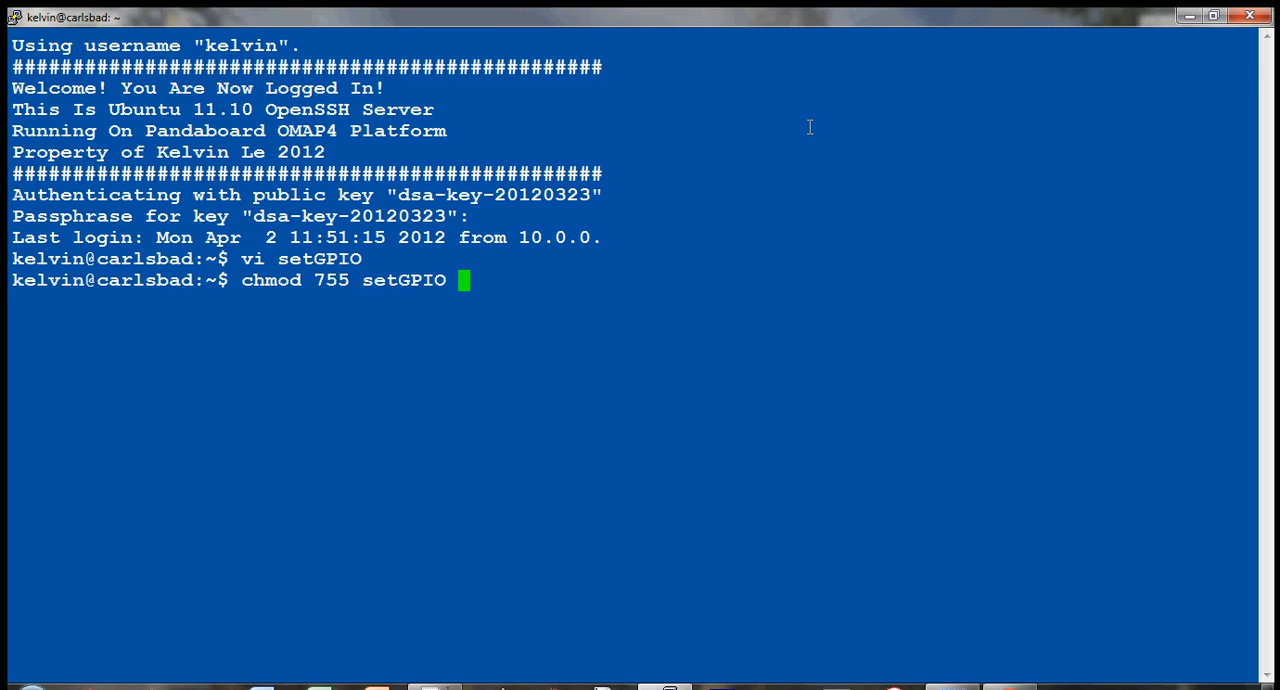 kelvin@carlsbad: ~
Using username "kelvin".
#################################################
Welcome! You Are Now Logged In!
This Is Ubuntu 11.10 OpenSSH Server
Running On Pandaboard OMAP4 Platform
Property of Kelvin Le 2012
#################################################
Authenticating with public key "dsa-key-20120323"
Passphrase for key "dsa-key-20120323":
Last login: Mon Apr  2 11:51:15 2012 from 10.0.0.
kelvin@carlsbad:~$ vi setGPIO
kelvin@carlsbad:~$ chmod 755 setGPIO